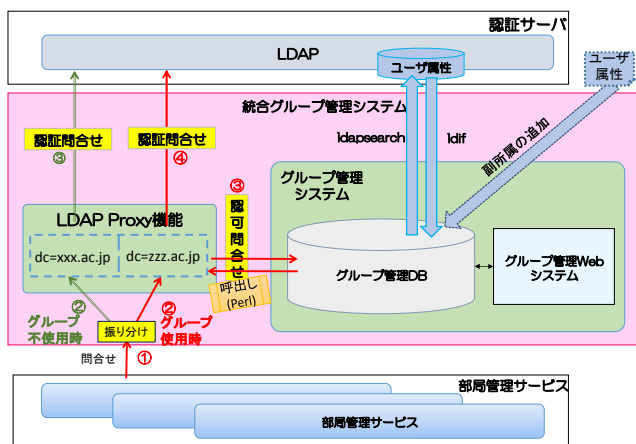 認証サーバ
LDAP
ユーザ属性
ユーザ
属性
統合グループ管理システム
認証問合せ
③
認証問合せ
④
ldapsearch
ldif
副所属の追加
グループ管理
システム
LDAP Proxy機能
dc=xxx.ac.jp
dc=zzz.ac.jp
③
認可問合せ
呼出し
(Perl)
グループ管理DB
グループ管理Web
システム
②
グループ
不使用時
振り分け
②
グループ
使用時
問合せ
①
部局管理サービス
部局管理サービス